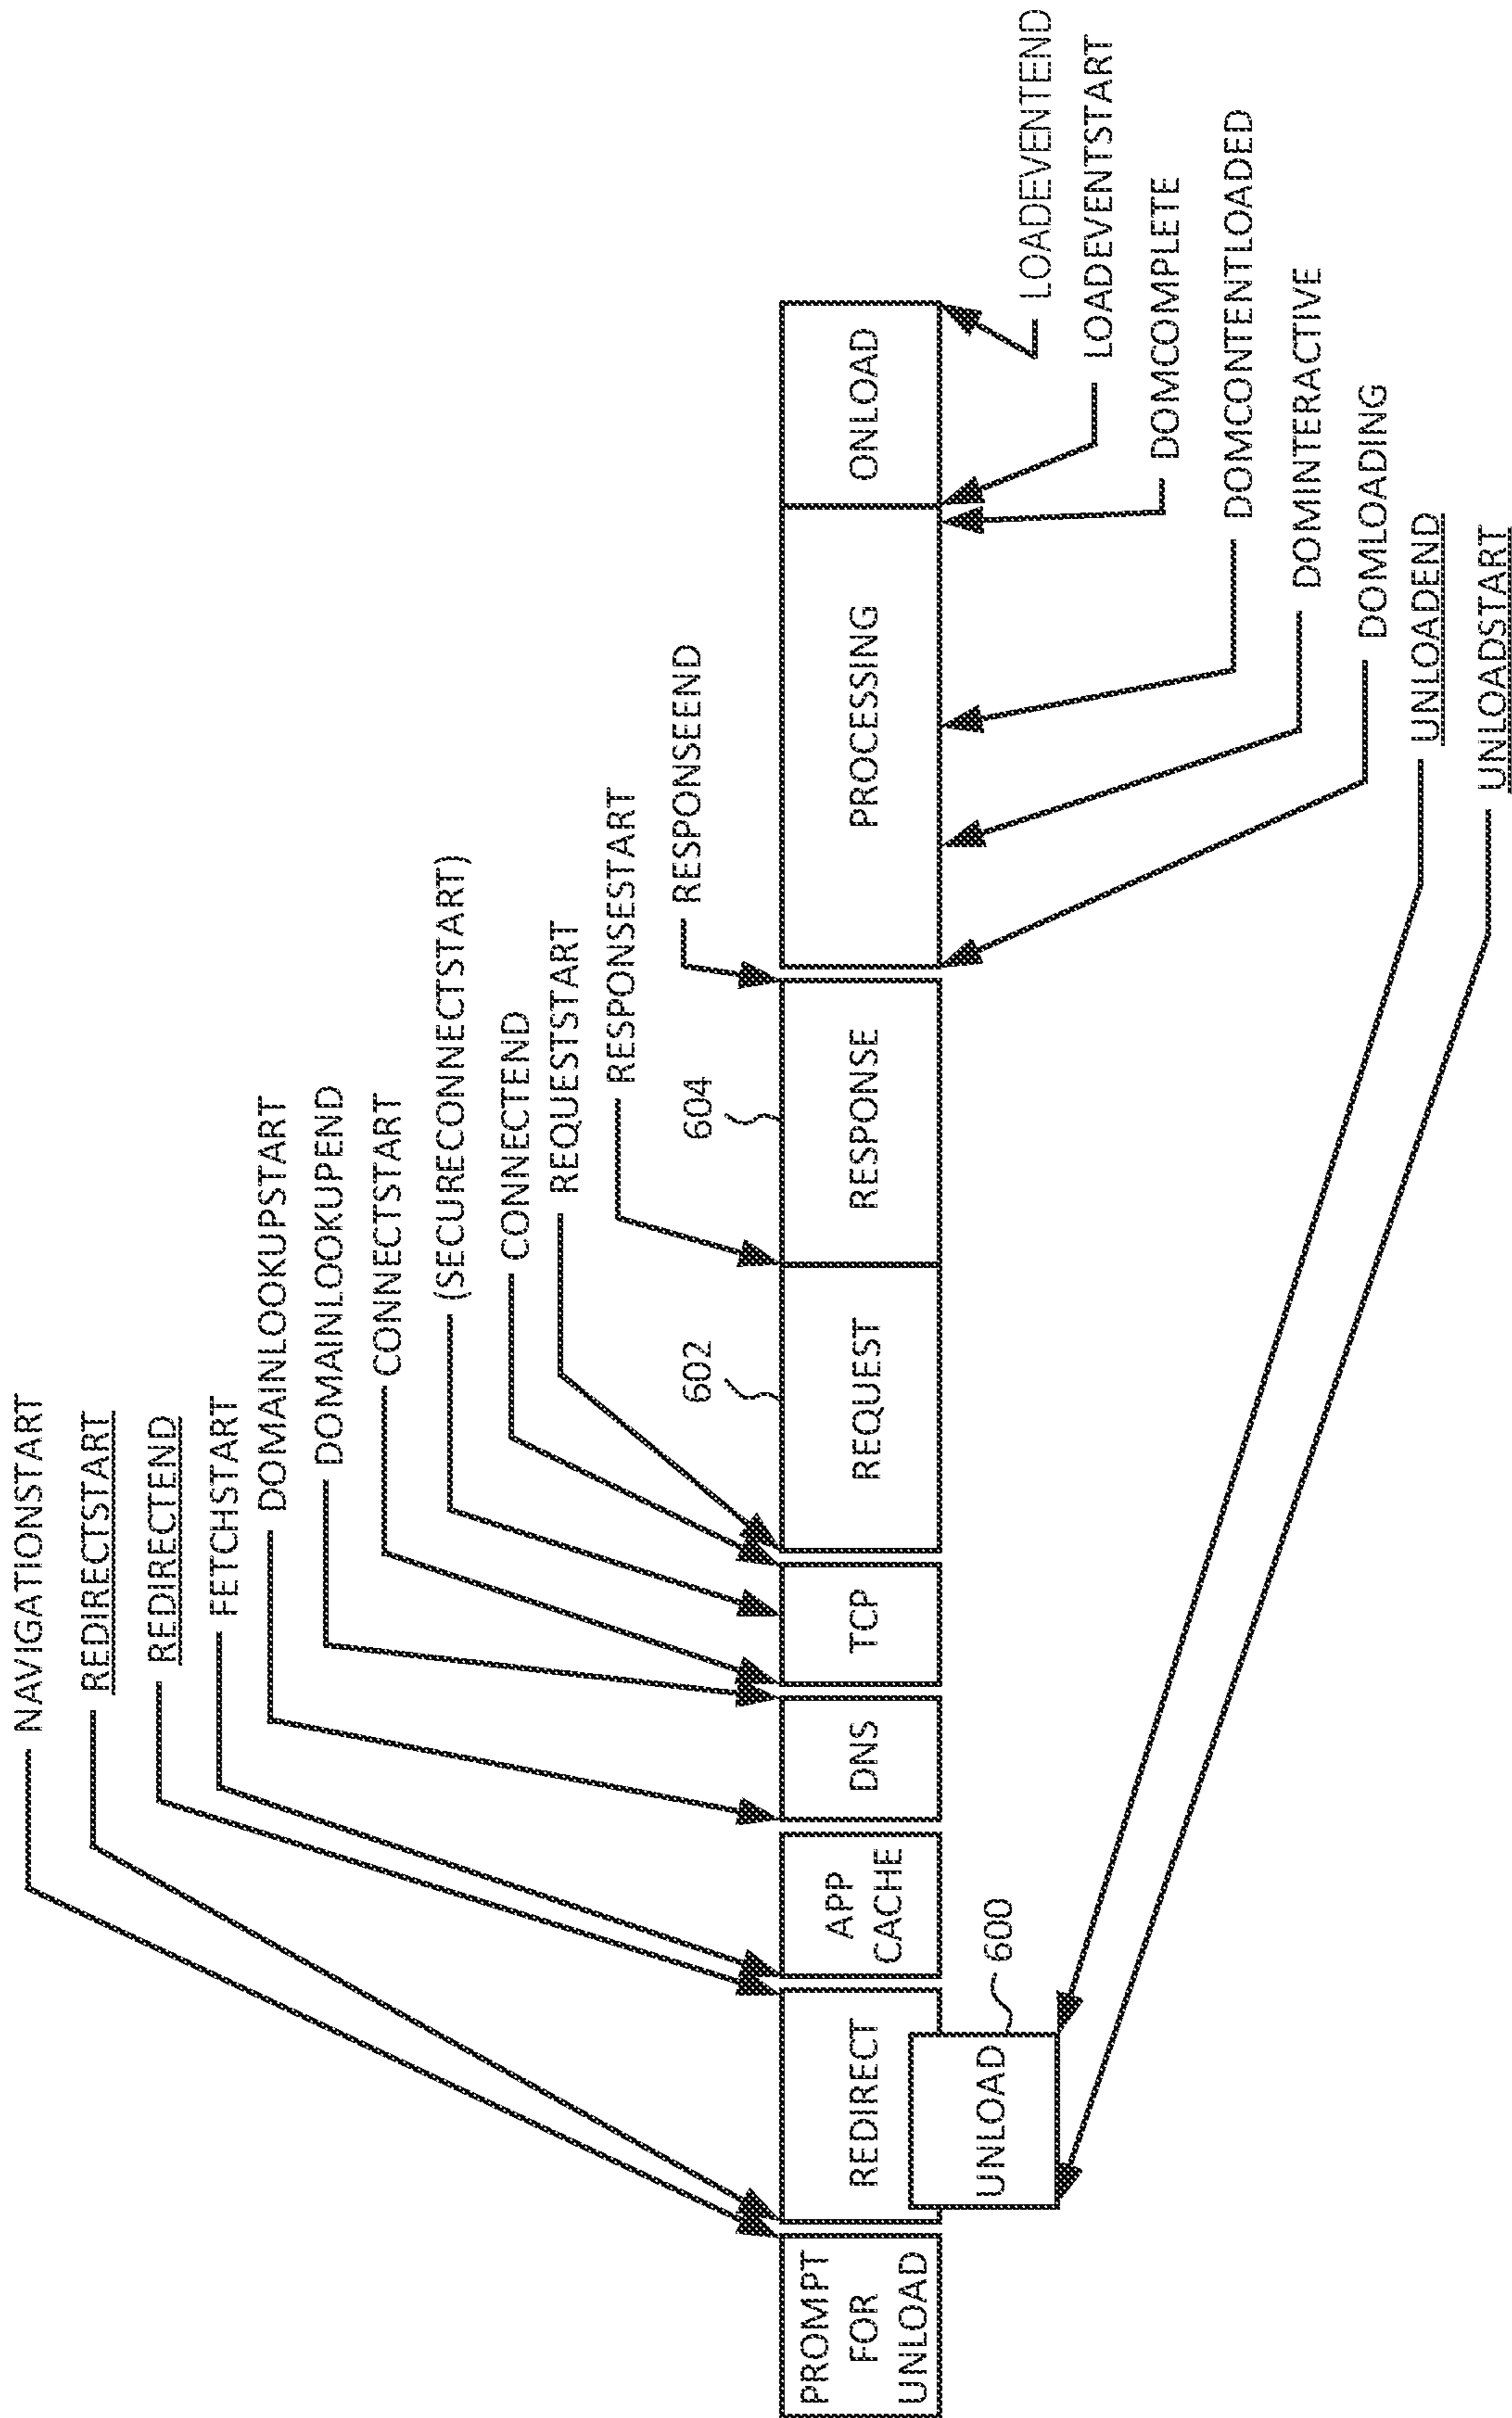 NAVIGATIONSTART
REDIRECTSTART
REDIRECTEND
FETCHSTART
DOMAINLOOKUPSTART
DOMAINLOOKUPEND
CONNECTSTART
(SECURECONNECTSTART)
CONNECTEND
REQUESTSTART
RESPONSESTART
RESPONSEEND
602
604
PROMPT
FOR
UNLOAD
REDIRECT
APP
CACHE
DNS
TCP
REQUEST
RESPONSE
PROCESSING
ONLOAD
UNLOAD
600
LOADEVENTEND
LOADEVENTSTART
DOMCOMPLETE
DOMCONTENTLOADED
DOMINTERACTIVE
DOMLOADING
UNLOADEND
UNLOADSTART